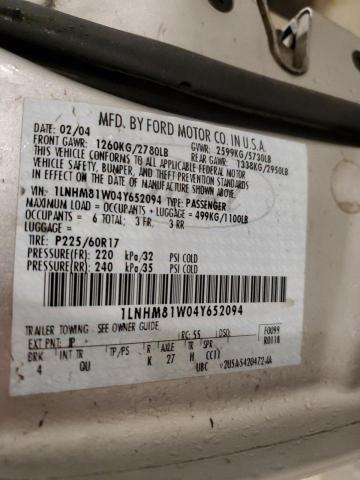 MFD. BY FORD MOTOR CO. IN U.S.A.
DATE: 02/04 GVWR: 2599KG/5730LB
FRONT GAWR: 1260KG/2780LB REAR GAWR: 1338KG/2950LB
THIS VEHICLE CONFORMS TO ALL APPLICABLE FEDERAL MOTOR
VEHICLE SAFETY, BUMPER, AND THEFT PREVENTION STANDARDS
IN EFFECT ON THE DATE OF MANUFACTURE SHOWN ABOVE.
VIN: 1LNHM81W04Y652094 TYPE: PASSENGER
MAXIMUM LOAD = OCCUPANTS + LUGGAGE = 499KG/1100LB
OCCUPANTS = 6 TOTAL, 3 FR 3 RR
LUGGAGE =
TIRE: P225/60R17
PRESSURE(FR) 220 kPa/32 PSI COLD
PRESSURE(RR) 240 kPa/35 PSI COLD
1LNHM81W04Y652094
TRAILER TOWING - SEE OWNER GUIDE F0099
EXT PNT: JP RC: 55 DSO: R0118
BRK INT TR TP/PS R AXLE TR SPR
4 QU K 27 H CC11
UBC